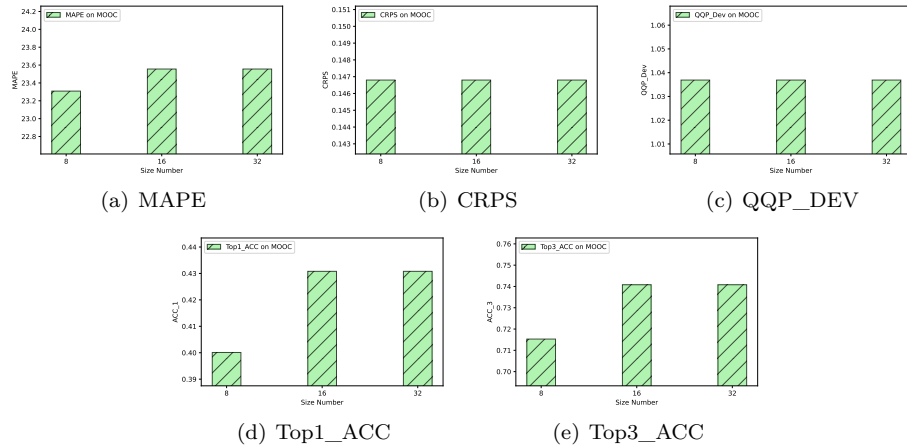 MAPE on MOOC
24.2
24.0
23.8
23.6
23.4
23.2
23.0
22.8
MAPE
8 16 32
Size Number
(a) MAPE
CRPS on MOOC
0.151
0.150
0.149
0.148
0.147
0.146
0.145
0.144
0.143
CRPS
8 16 32
Size Number
(b) CRPS
QQP_Dev on MOOC
1.06
1.05
1.04
1.03
1.02
1.01
QQP_Dev
8 16 32
Size Number
(c) QQP_DEV
Top1_ACC on MOOC
0.44
0.43
0.42
0.41
0.40
0.39
ACC_1
8 16 32
Size Number
(d) Top1_ACC
Top3_ACC on MOOC
0.76
0.75
0.74
0.73
0.72
0.71
0.70
ACC_3
8 16 32
Size Number
(e) Top3_ACC